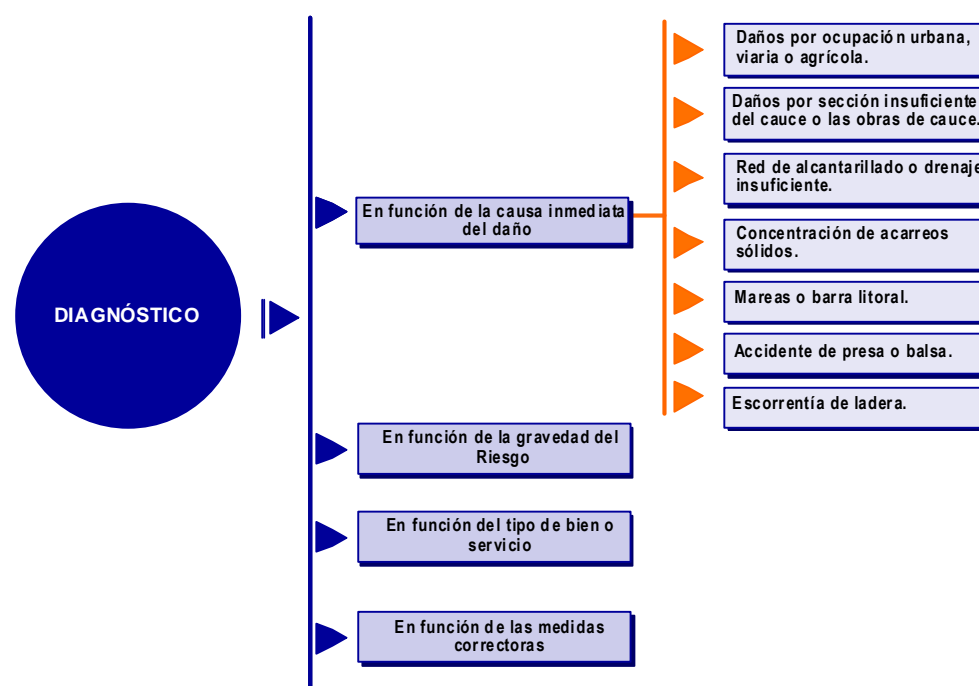 DIAGNÓSTICO
En función de la causa inmediata
del daño
Daños por ocupación urbana,
viaria o agrícola.
Daños por sección insuficiente
del cauce o las obras de cauce.
Red de alcantarillado o drenaje
insuficiente.
Concentración de acarreos
sólidos.
Mareas o barra litoral.
Accidente de presa o balsa.
Escorrentía de ladera.
En función de la gravedad del
Riesgo
En función del tipo de bien o
servicio
En función de las medidas
correctoras